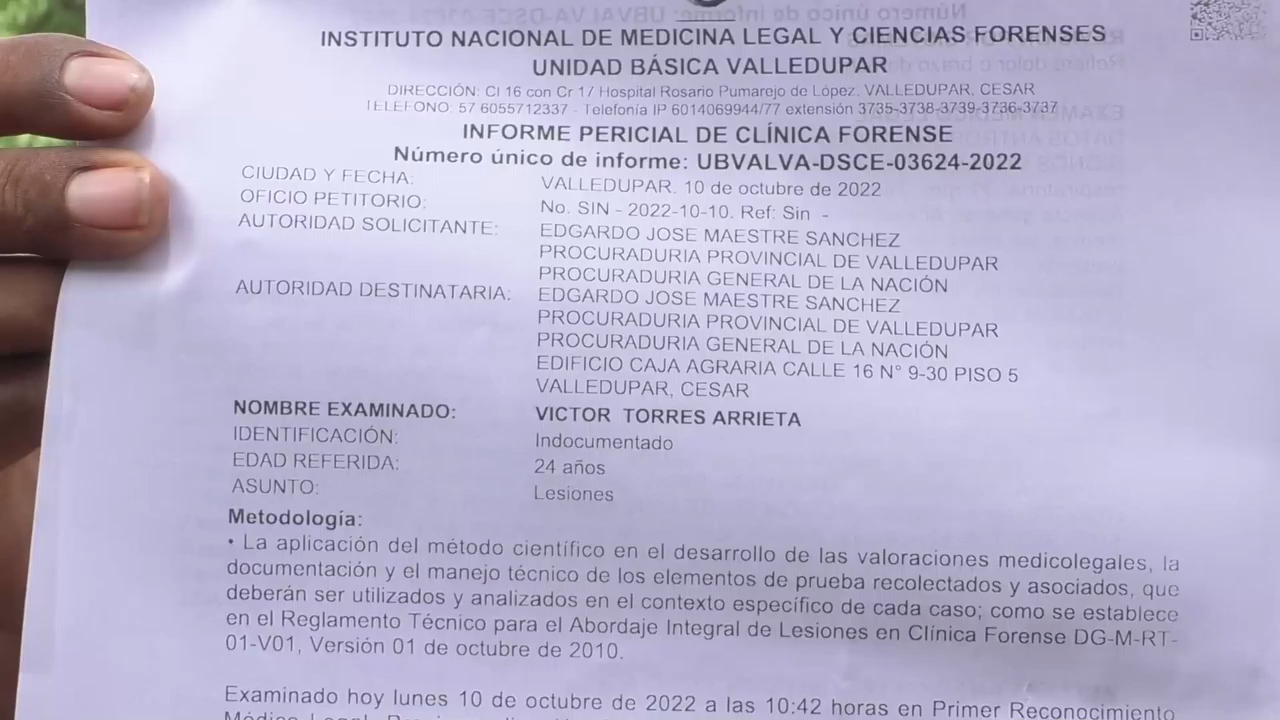 INSTITUTO NACIONAL DE MEDICINA LEGAL Y CIENCIAS FORENSES
UNIDAD BÁSICA VALLEDUPAR
DIRECCIÓN: Cl 16 con Cr 17 Hospital Rosario Pumarejo de López. VALLEDUPAR, CESAR
TELEFONO: 57 6055712337 - Telefonía IP 6014069944/77 extensión 3735-3738-3739-3736-3737
INFORME PERICIAL DE CLÍNICA FORENSE
Número único de informe: UBVALVA-DSCE-03624-2022
CIUDAD Y FECHA: VALLEDUPAR. 10 de octubre de 2022
OFICIO PETITORIO: No. SIN - 2022-10-10. Ref: Sin -
AUTORIDAD SOLICITANTE: EDGARDO JOSE MAESTRE SANCHEZ
PROCURADURIA PROVINCIAL DE VALLEDUPAR
PROCURADURIA GENERAL DE LA NACIÓN
AUTORIDAD DESTINATARIA: EDGARDO JOSE MAESTRE SANCHEZ
PROCURADURIA PROVINCIAL DE VALLEDUPAR
PROCURADURIA GENERAL DE LA NACIÓN
EDIFICIO CAJA AGRARIA CALLE 16 N° 9-30 PISO 5
VALLEDUPAR, CESAR
NOMBRE EXAMINADO: VICTOR TORRES ARRIETA
IDENTIFICACIÓN: Indocumentado
EDAD REFERIDA: 24 años
ASUNTO: Lesiones
Metodología:
• La aplicación del método científico en el desarrollo de las valoraciones medicolegales, la
documentación y el manejo técnico de los elementos de prueba recolectados y asociados, que
deberán ser utilizados y analizados en el contexto específico de cada caso; como se establece
en el Reglamento Técnico para el Abordaje Integral de Lesiones en Clínica Forense DG-M-RT-
01-V01, Versión 01 de octubre de 2010.
Examinado hoy lunes 10 de octubre de 2022 a las 10:42 horas en Primer Reconocimiento
Médico Legal.